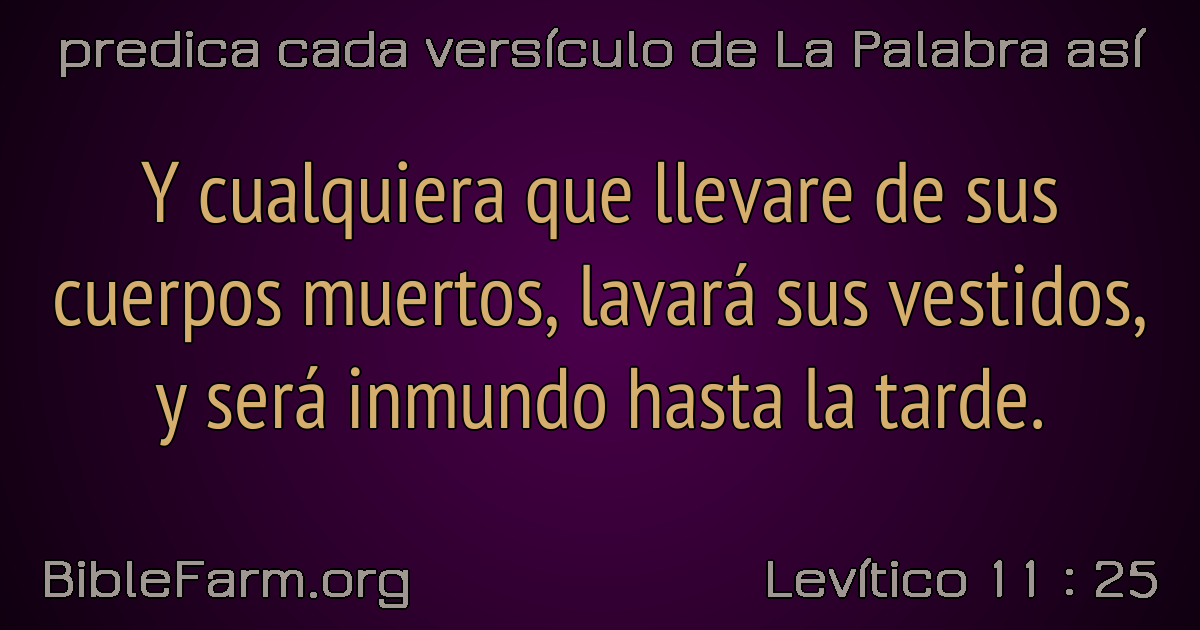 predica cada versículo de La Palabra así
Y cualquiera que llevare de sus
cuerpos muertos, lavará sus vestidos,
y será inmundo hasta la tarde.
BibleFarm.org
Levítico 11 : 25